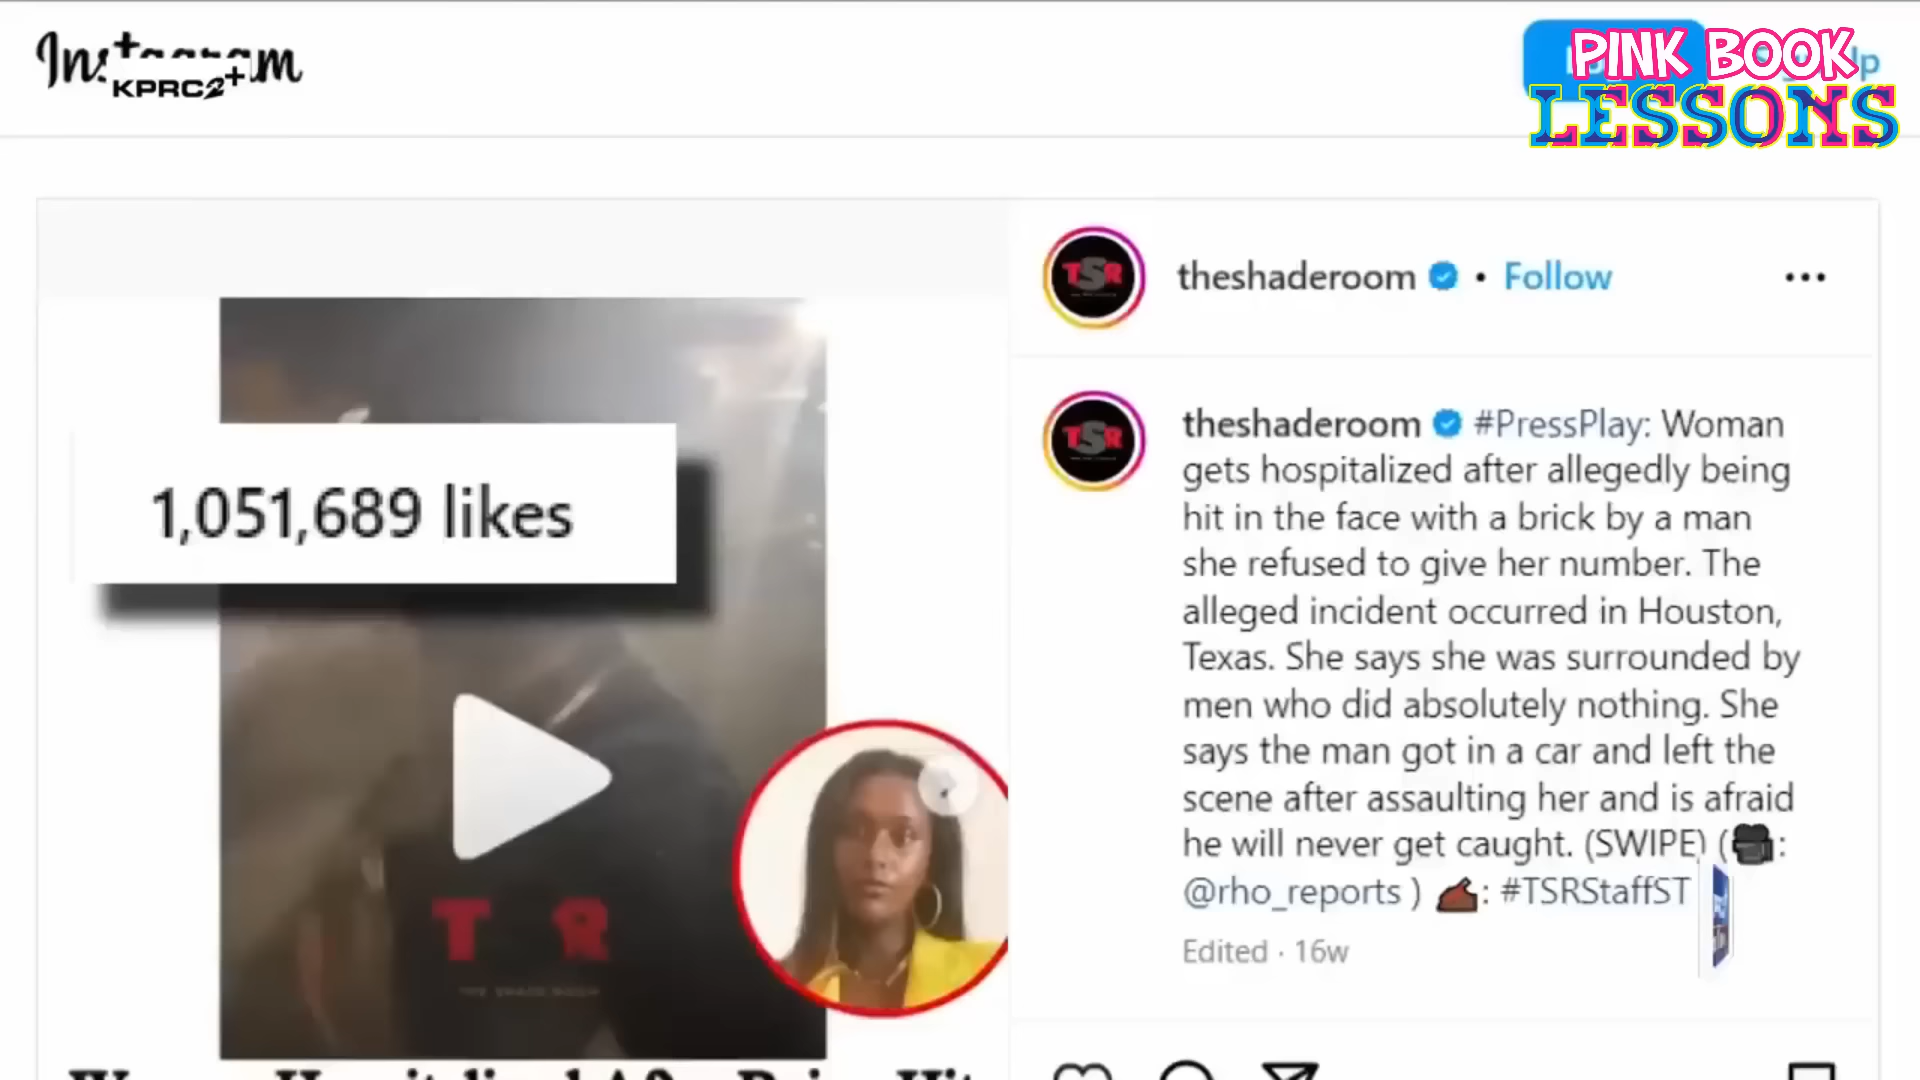 Instagram
KPRC2+
PINK BOOK
LESSONS
TSR
theshaderoom • Follow
TSR
theshaderoom #PressPlay: Woman
gets hospitalized after allegedly being
hit in the face with a brick by a man
she refused to give her number. The
alleged incident occurred in Houston,
Texas. She says she was surrounded by
men who did absolutely nothing. She
says the man got in a car and left the
scene after assaulting her and is afraid
he will never get caught. (SWIPE) (🎥:
@rho_reports ) ✍🏾: #TSRStaffST
Edited · 16w
1,051,689 likes
T R